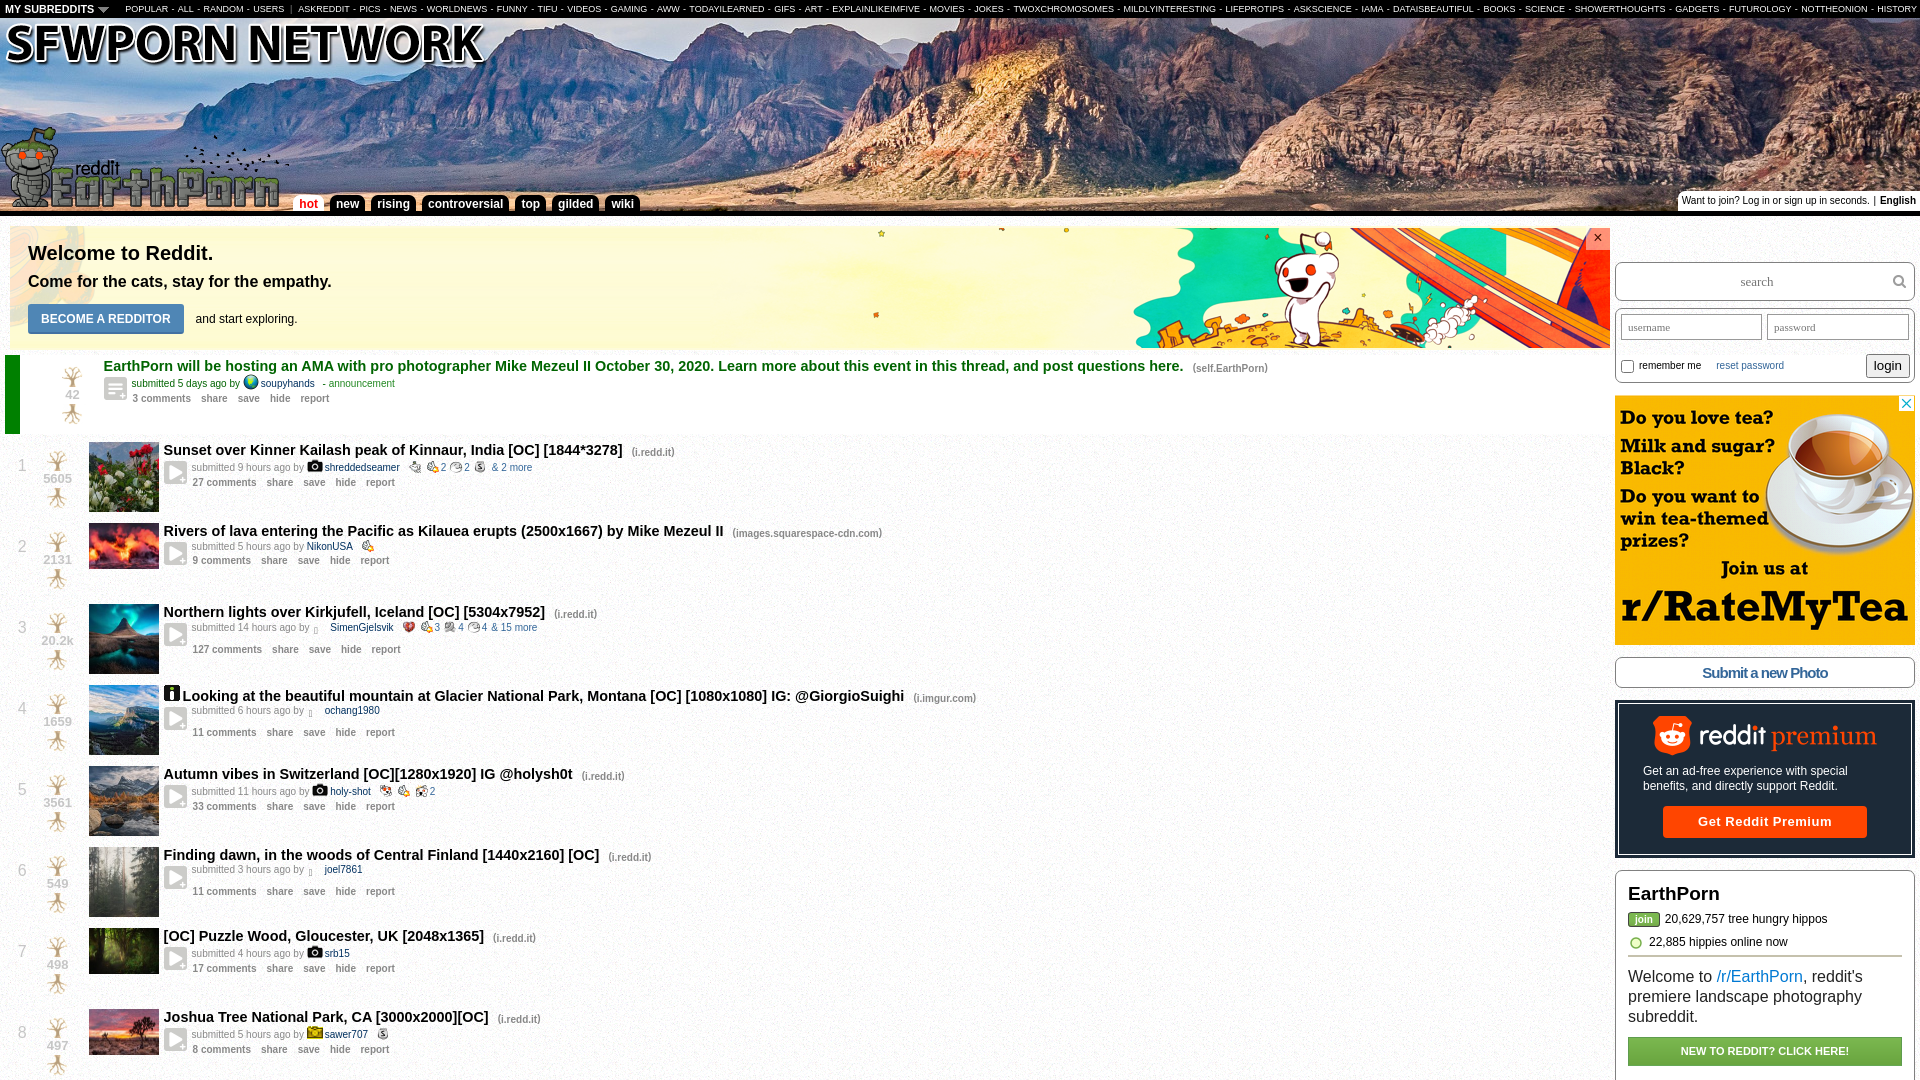 MY SUBREDDITS POPULAR - ALL - RANDOM - USERS | ASKREDDIT - PICS - NEWS - WORLDNEWS - FUNNY - TIFU - VIDEOS - GAMING - AWW - TODAYILEARNED - GIFS - ART - EXPLAINLIKEIMFIVE - MOVIES - JOKES - TWOXCHROMOSOMES - MILDLYINTERESTING - LIFEPROTIPS - ASKSCIENCE - IAMA - DATAISBEAUTIFUL - BOOKS - SCIENCE - SHOWERTHOUGHTS - GADGETS - FUTUROLOGY - NOTTHEONION - HISTORY
SFWPORN NETWORK
reddit
EarthPorn
hot new rising controversial top gilded wiki
Want to join? Log in or sign up in seconds. | English
Welcome to Reddit.
Come for the cats, stay for the empathy.
BECOME A REDDITOR and start exploring.
×
EarthPorn will be hosting an AMA with pro photographer Mike Mezeul II October 30, 2020. Learn more about this event in this thread, and post questions here. (self.EarthPorn)
42
submitted 5 days ago by soupyhands - announcement
3 comments share save hide report
1
5605
Sunset over Kinner Kailash peak of Kinnaur, India [OC] [1844*3278] (i.redd.it)
submitted 9 hours ago by shreddedseamer 2 2 & 2 more
27 comments share save hide report
2
2131
Rivers of lava entering the Pacific as Kilauea erupts (2500x1667) by Mike Mezeul II (images.squarespace-cdn.com)
submitted 5 hours ago by NikonUSA
9 comments share save hide report
3
20.2k
Northern lights over Kirkjufell, Iceland [OC] [5304x7952] (i.redd.it)
submitted 14 hours ago by SimenGjelsvik 3 4 4 & 15 more
127 comments share save hide report
4
1659
Looking at the beautiful mountain at Glacier National Park, Montana [OC] [1080x1080] IG: @GiorgioSuighi (i.imgur.com)
submitted 6 hours ago by ochang1980
11 comments share save hide report
5
3561
Autumn vibes in Switzerland [OC][1280x1920] IG @holysh0t (i.redd.it)
submitted 11 hours ago by holy-shot 2
33 comments share save hide report
6
549
Finding dawn, in the woods of Central Finland [1440x2160] [OC] (i.redd.it)
submitted 3 hours ago by joel7861
11 comments share save hide report
7
498
[OC] Puzzle Wood, Gloucester, UK [2048x1365] (i.redd.it)
submitted 4 hours ago by srb15
17 comments share save hide report
8
497
Joshua Tree National Park, CA [3000x2000][OC] (i.redd.it)
submitted 5 hours ago by sawer707
8 comments share save hide report
search
username password
remember me reset password login
Do you love tea?
Milk and sugar?
Black?
Do you want to
win tea-themed
prizes?
Join us at
r/RateMyTea
Submit a new Photo
reddit premium
Get an ad-free experience with special
benefits, and directly support Reddit.
Get Reddit Premium
EarthPorn
join 20,629,757 tree hungry hippos
22,885 hippies online now
Welcome to /r/EarthPorn, reddit's
premiere landscape photography
subreddit.
NEW TO REDDIT? CLICK HERE!